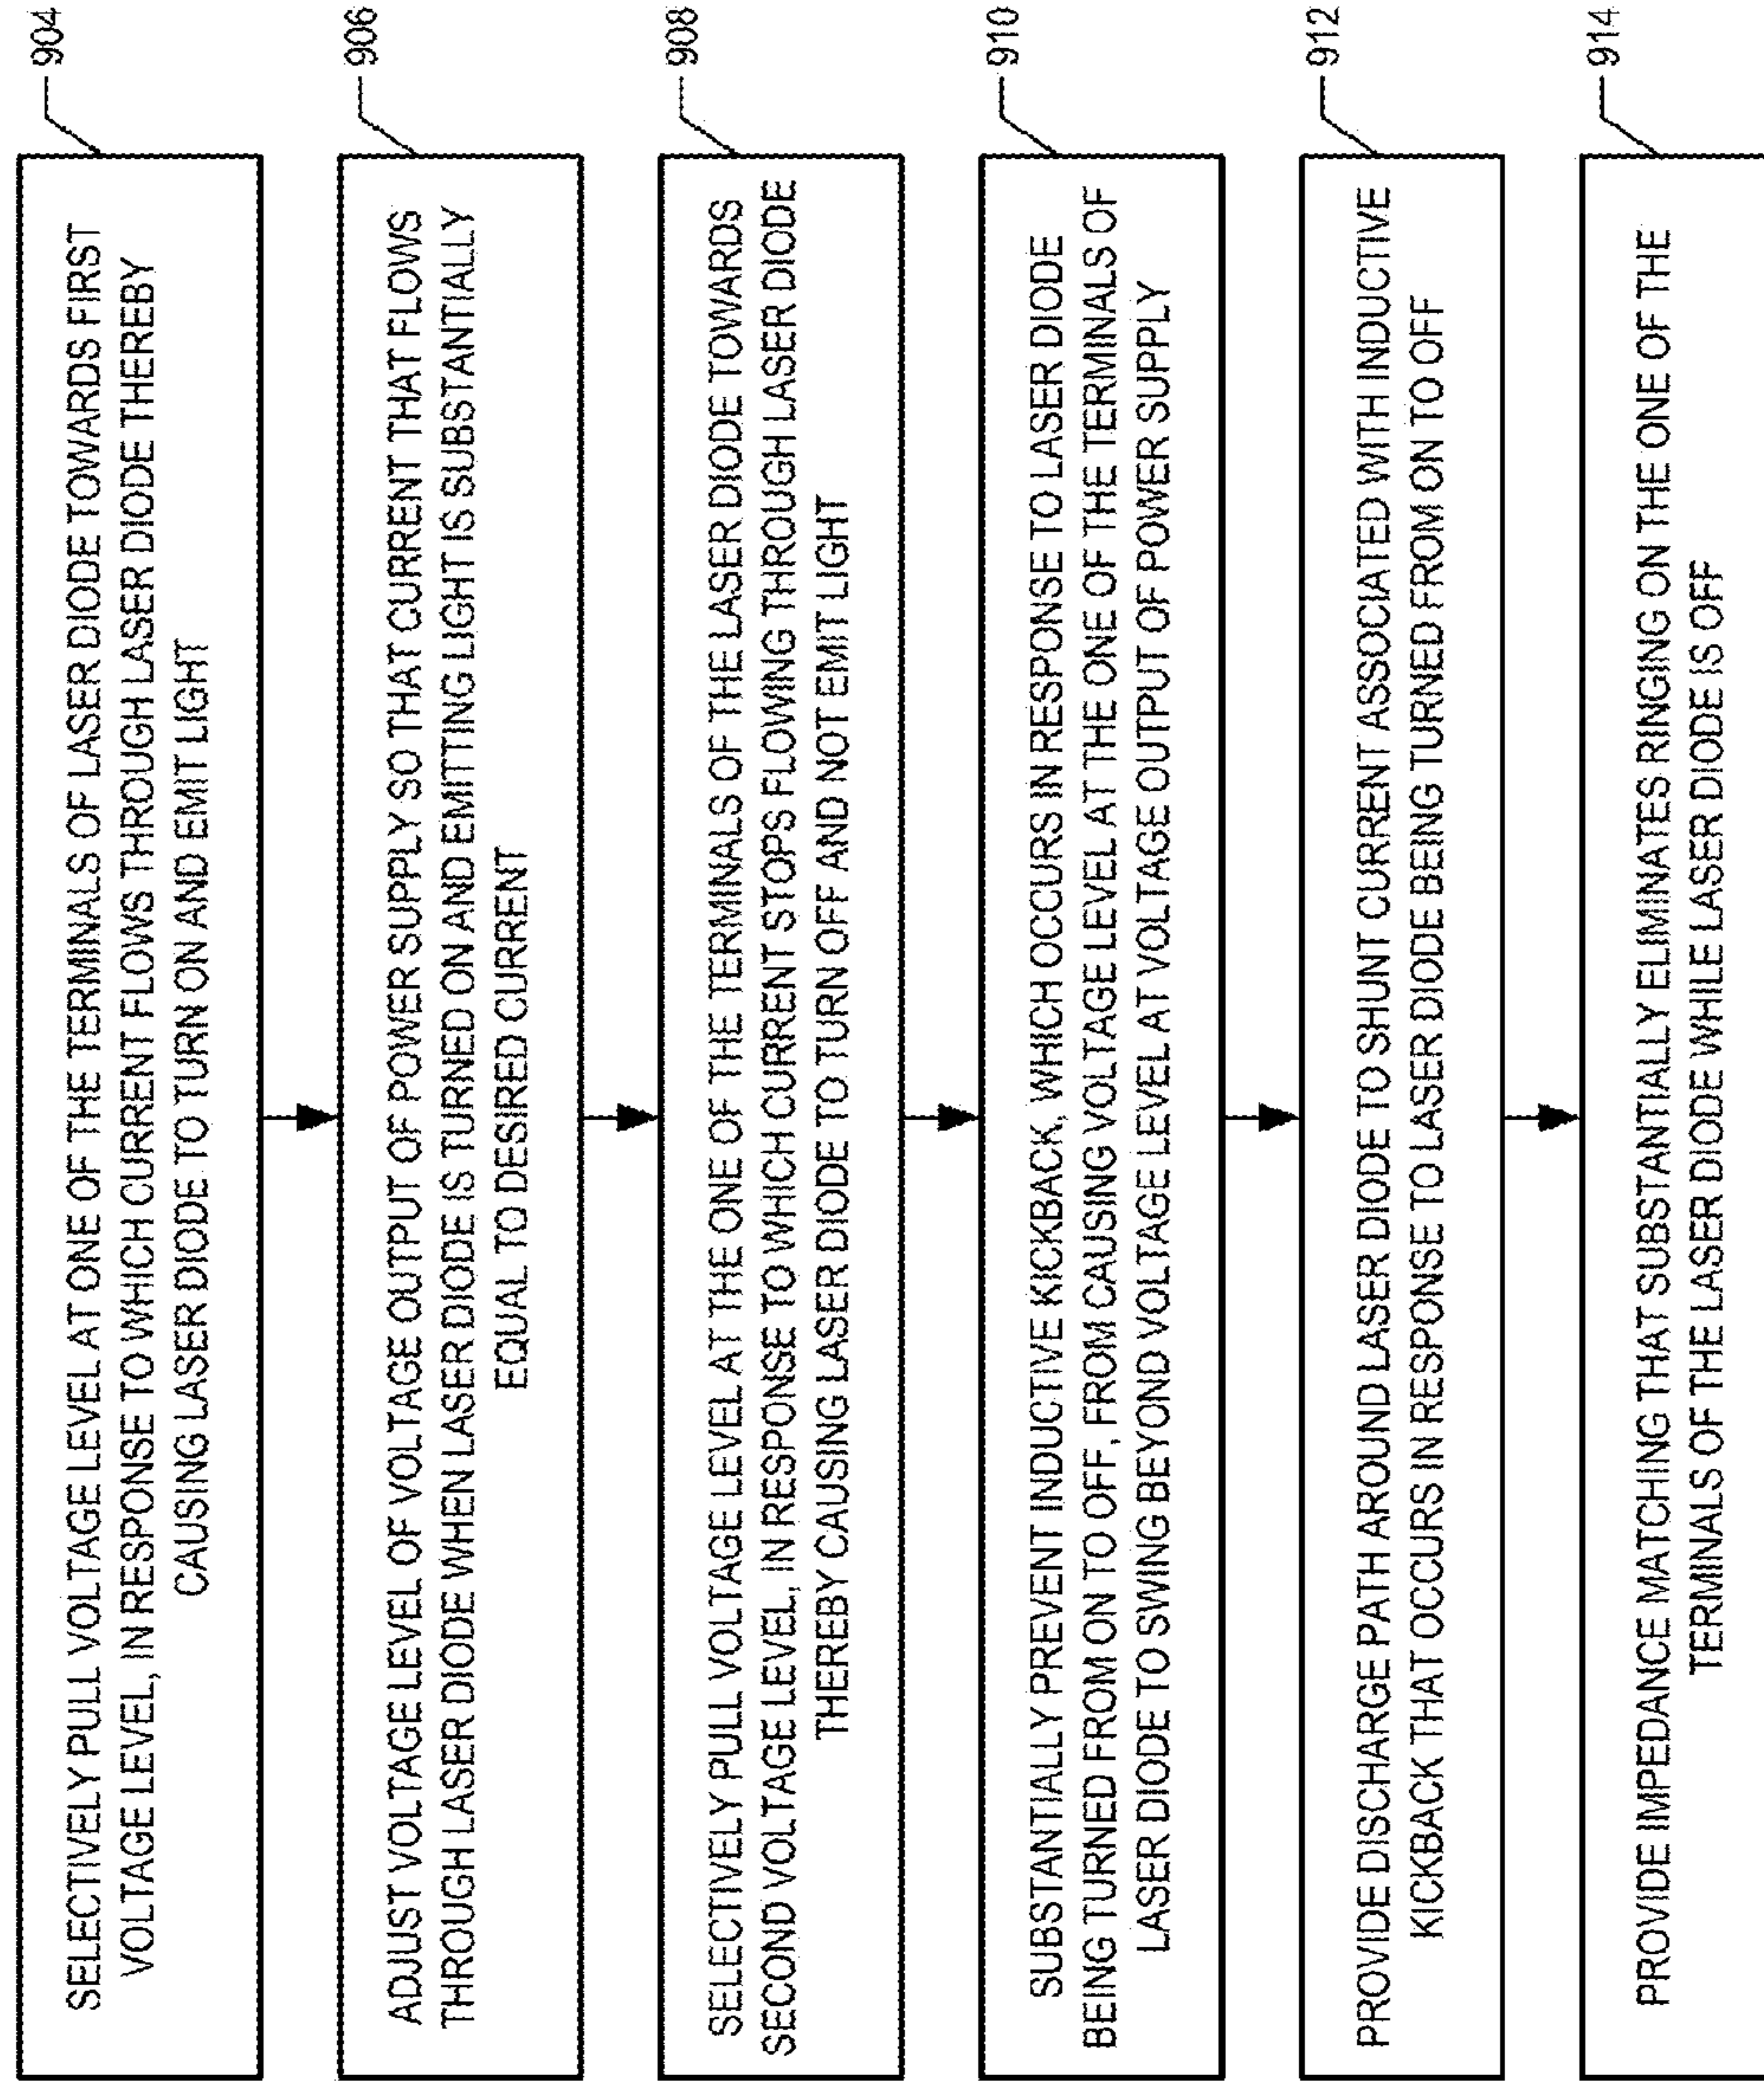 904
SELECTIVELY PULL VOLTAGE LEVEL AT ONE OF THE TERMINALS OF LASER DIODE TOWARDS FIRST
VOLTAGE LEVEL, IN RESPONSE TO WHICH CURRENT FLOWS THROUGH LASER DIODE THEREBY
CAUSING LASER DIODE TO TURN ON AND EMIT LIGHT
906
ADJUST VOLTAGE LEVEL OF VOLTAGE OUTPUT OF POWER SUPPLY SO THAT CURRENT THAT FLOWS
THROUGH LASER DIODE WHEN LASER DIODE IS TURNED ON AND EMITTING LIGHT IS SUBSTANTIALLY
EQUAL TO DESIRED CURRENT
908
SELECTIVELY PULL VOLTAGE LEVEL AT THE ONE OF THE TERMINALS OF THE LASER DIODE TOWARDS
SECOND VOLTAGE LEVEL, IN RESPONSE TO WHICH CURRENT STOPS FLOWING THROUGH LASER DIODE
THEREBY CAUSING LASER DIODE TO TURN OFF AND NOT EMIT LIGHT
910
SUBSTANTIALLY PREVENT INDUCTIVE KICKBACK, WHICH OCCURS IN RESPONSE TO LASER DIODE
BEING TURNED FROM ON TO OFF, FROM CAUSING VOLTAGE LEVEL AT THE ONE OF THE TERMINALS OF
LASER DIODE TO SWING BEYOND VOLTAGE LEVEL AT VOLTAGE OUTPUT OF POWER SUPPLY
912
PROVIDE DISCHARGE PATH AROUND LASER DIODE TO SHUNT CURRENT ASSOCIATED WITH INDUCTIVE
KICKBACK THAT OCCURS IN RESPONSE TO LASER DIODE BEING TURNED FROM ON TO OFF
914
PROVIDE IMPEDANCE MATCHING THAT SUBSTANTIALLY ELIMINATES RINGING ON THE ONE OF THE
TERMINALS OF THE LASER DIODE WHILE LASER DIODE IS OFF